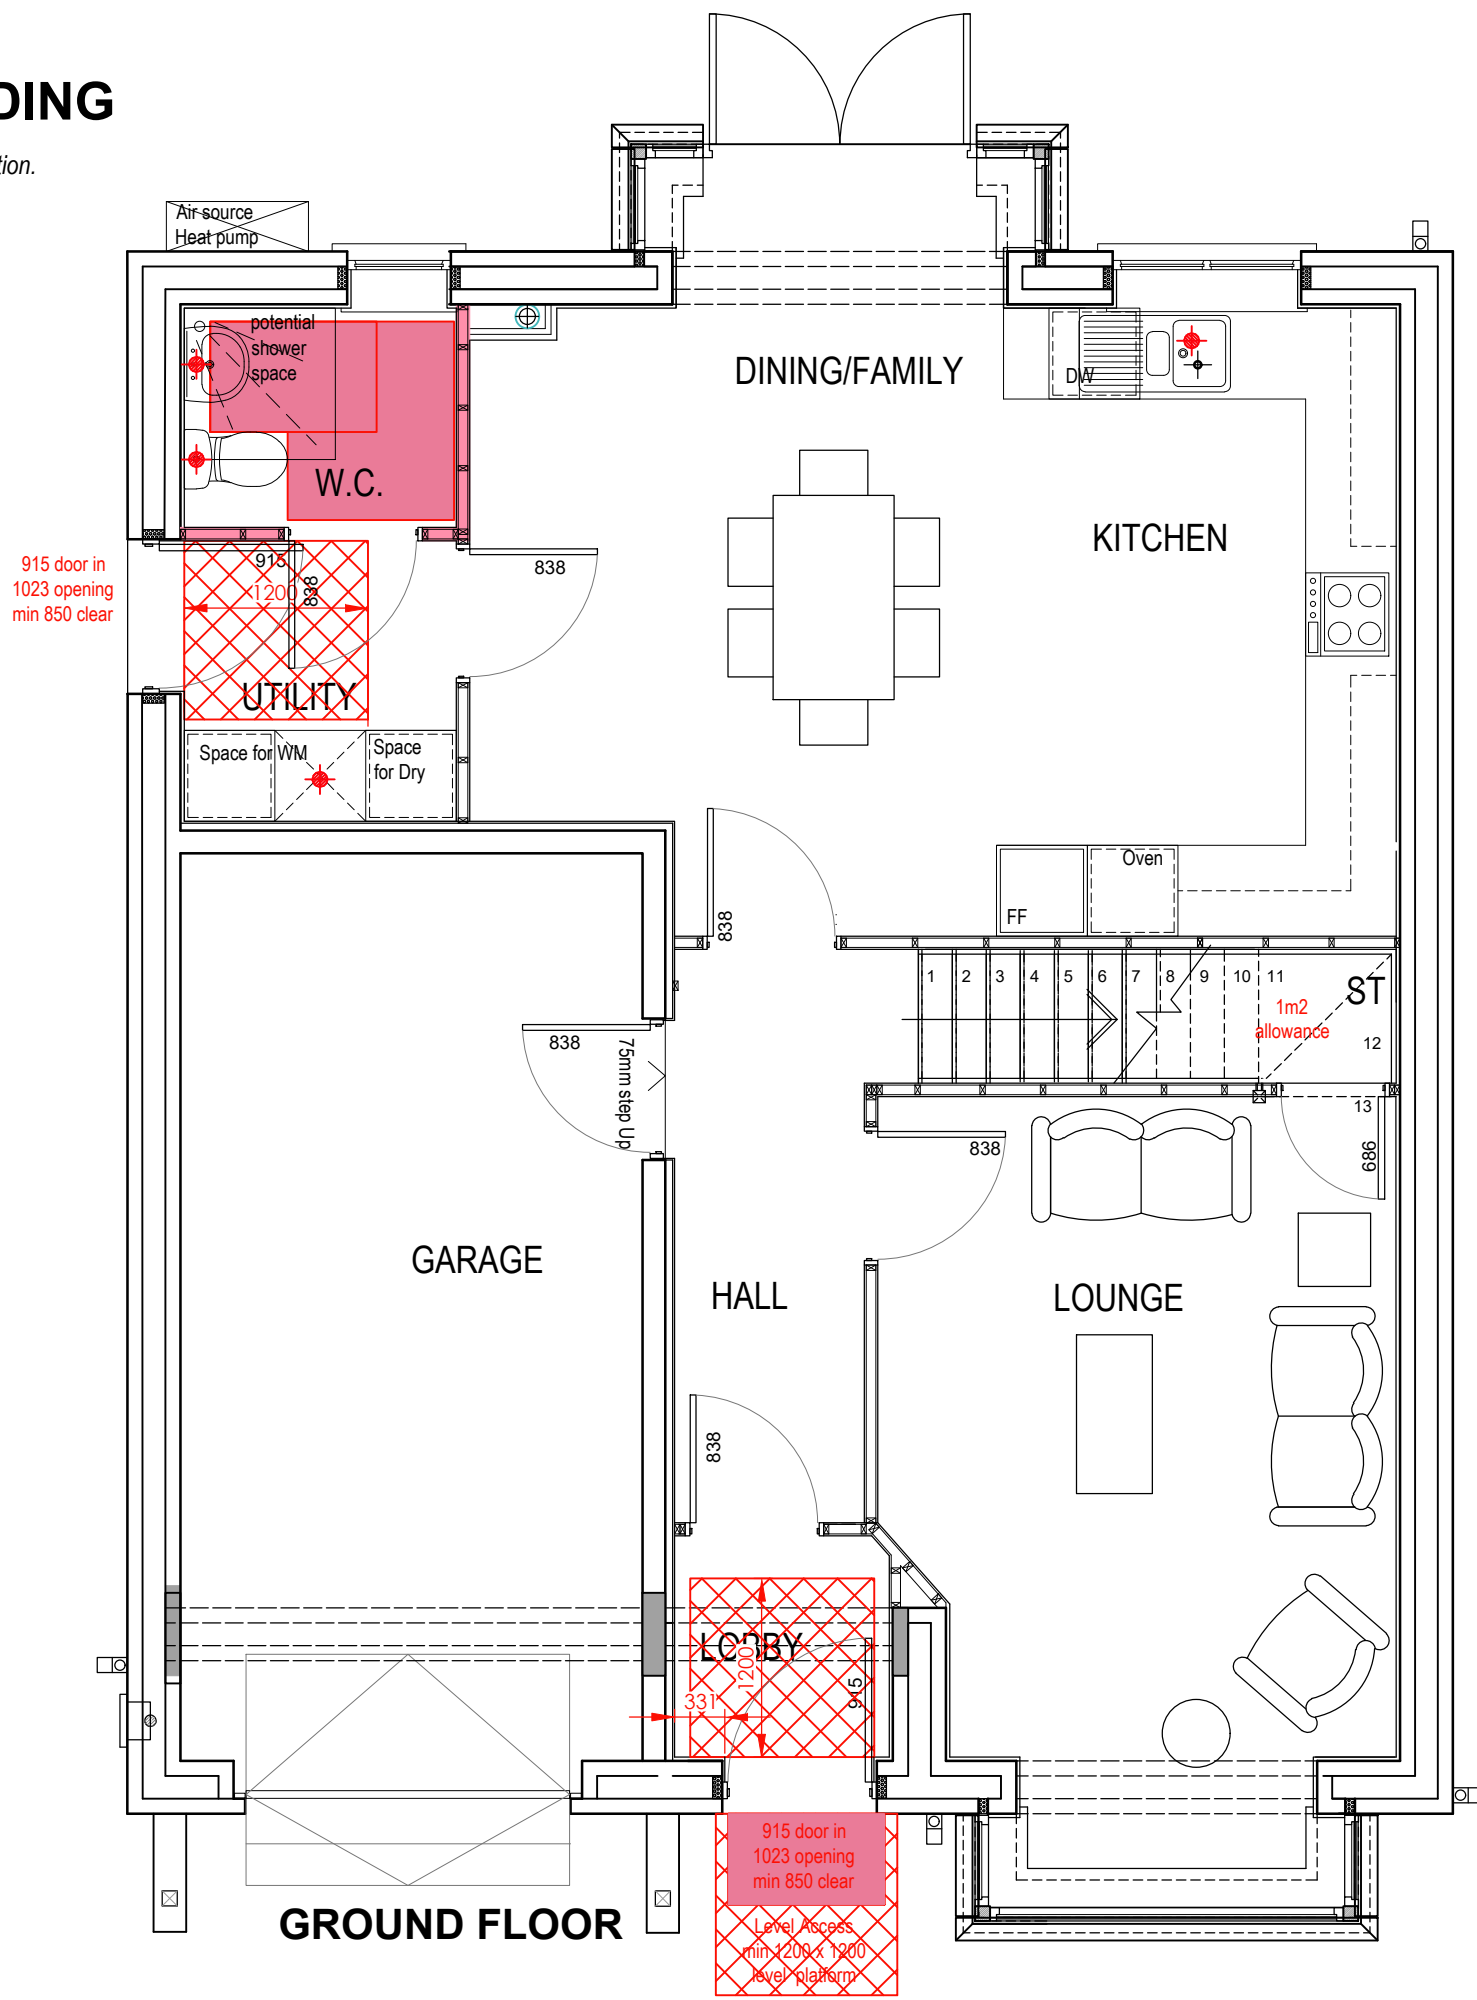 DING
tion.
Air source
Heat pump
potential
shower
space
W.C.
DINING/FAMILY
DW
KITCHEN
915 door in
1023 opening
min 850 clear
915
1200
838
838
UTILITY
Space for WM
Space
for Dry
Oven
FF
838
1 2 3 4 5 6 7 8 9 10 11
ST
1m2
allowance
12
13
838
75mm step Up
838
686
GARAGE
HALL
LOUNGE
838
LOBBY
1200
331
915
915 door in
1023 opening
min 850 clear
Level Access
min 1200 x 1200
level platform
GROUND FLOOR